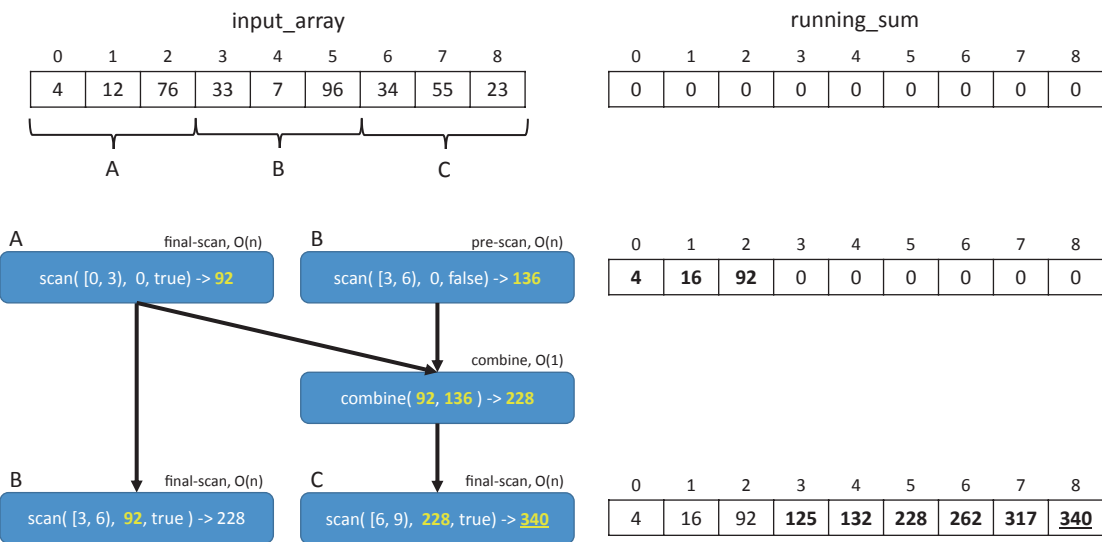 input_array
running_sum
0 1 2 3 4 5 6 7 8
0 1 2 3 4 5 6 7 8
4 12 76 33 7 96 34 55 23
0 0 0 0 0 0 0 0 0
A B C
A final-scan, O(n)
scan( [0, 3), 0, true) -> 92
B pre-scan, O(n)
scan( [3, 6), 0, false) -> 136
0 1 2 3 4 5 6 7 8
4 16 92 0 0 0 0 0 0
combine, O(1)
combine( 92, 136 ) -> 228
B final-scan, O(n)
scan( [3, 6), 92, true ) -> 228
C final-scan, O(n)
scan( [6, 9), 228, true) -> 340
0 1 2 3 4 5 6 7 8
4 16 92 125 132 228 262 317 340